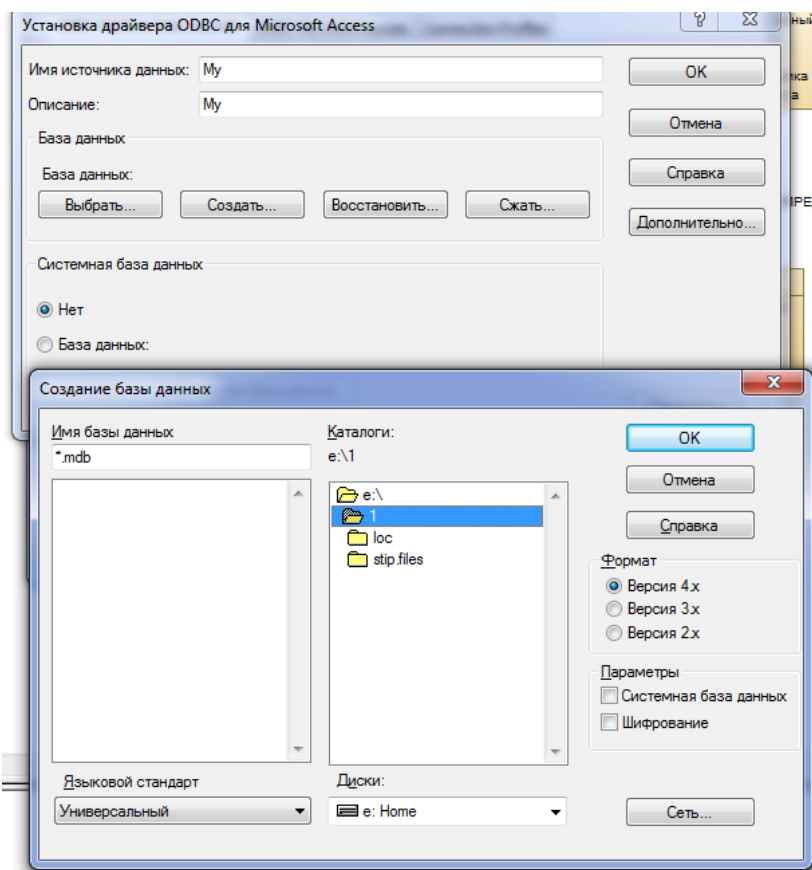 Установка драйвера ODBC для Microsoft Access
Имя источника данных: My
OK
Описание: My
Отмена
База данных
База данных:
Справка
Выбрать... Создать... Восстановить... Сжать...
Дополнительно...
Системная база данных
Нет
База данных:
Создание базы данных
Имя базы данных
*.mdb
Каталоги:
e:\1
e:\
1
loc
stip.files
OK
Отмена
Справка
Формат
Версия 4.x
Версия 3.x
Версия 2.x
Параметры
Системная база данных
Шифрование
Языковой стандарт
Универсальный
Диски:
e: Home
Сеть...